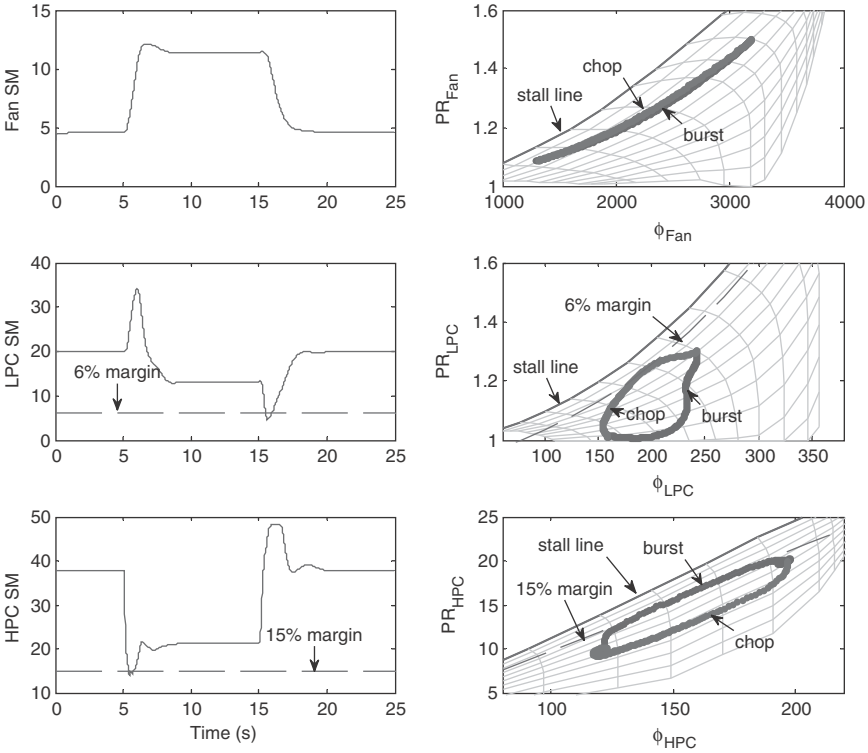 15
10
5
0
Fan SM
0 5 10 15 20 25
1.6
1.4
1.2
1
PR_Fan
chop
stall line
burst
1000 2000 3000 4000
ϕ_Fan
40
30
20
10
0
LPC SM
6% margin
0 5 10 15 20 25
1.6
1.4
1.2
1
PR_LPC
6% margin
stall line
chop
burst
100 150 200 250 300 350
ϕ_LPC
50
40
30
20
10
HPC SM
15% margin
0 5 10 15 20 25
Time (s)
25
20
15
10
5
PR_HPC
stall line
burst
15% margin
chop
100 150 200
ϕ_HPC